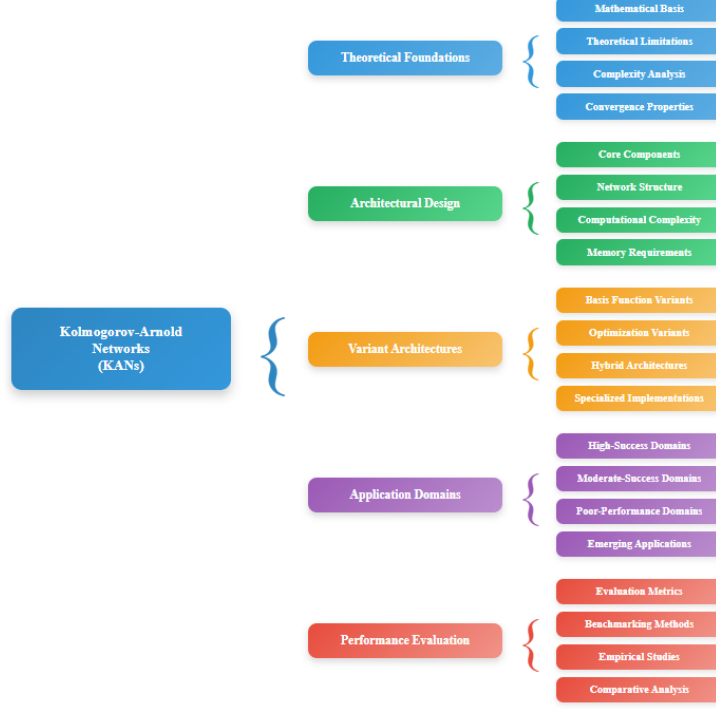 Kolmogorov-Arnold
Networks
(KANs)
Theoretical Foundations
Mathematical Basis
Theoretical Limitations
Complexity Analysis
Convergence Properties
Architectural Design
Core Components
Network Structure
Computational Complexity
Memory Requirements
Variant Architectures
Basis Function Variants
Optimization Variants
Hybrid Architectures
Specialized Implementations
Application Domains
High-Success Domains
Moderate-Success Domains
Poor-Performance Domains
Emerging Applications
Performance Evaluation
Evaluation Metrics
Benchmarking Methods
Empirical Studies
Comparative Analysis